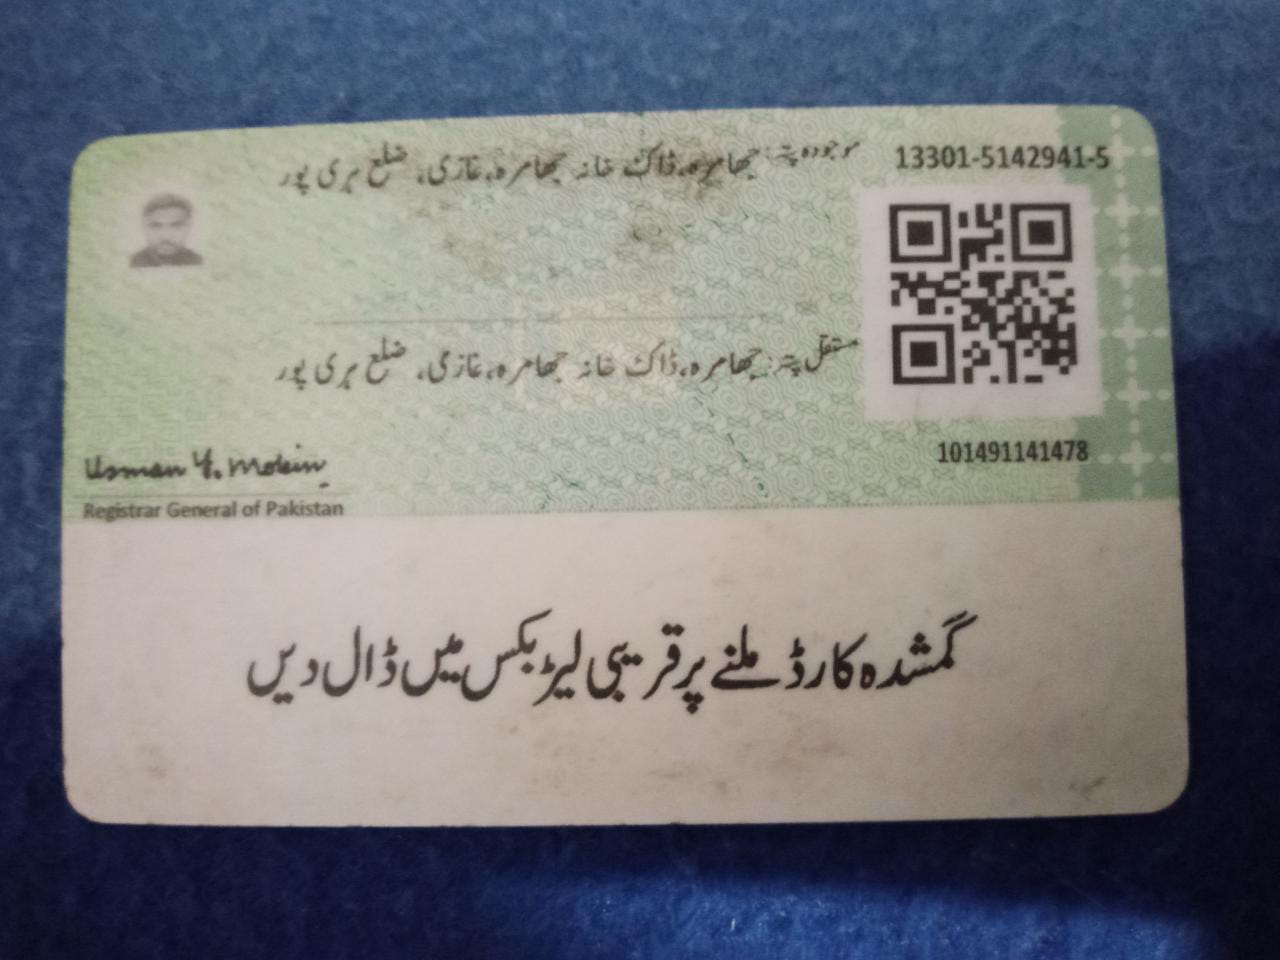 13301-5142941-5
موجودہ پتہ: جھامرہ، ڈاک خانہ جھامرہ، غازی، ضلع ہری پور
مستقل پتہ: جھامرہ، ڈاک خانہ جھامرہ، غازی، ضلع ہری پور
101491141478
Usman Y. Mobin
Registrar General of Pakistan
گمشدہ کارڈ ملنے پر قریبی لیٹر بکس میں ڈال دیں